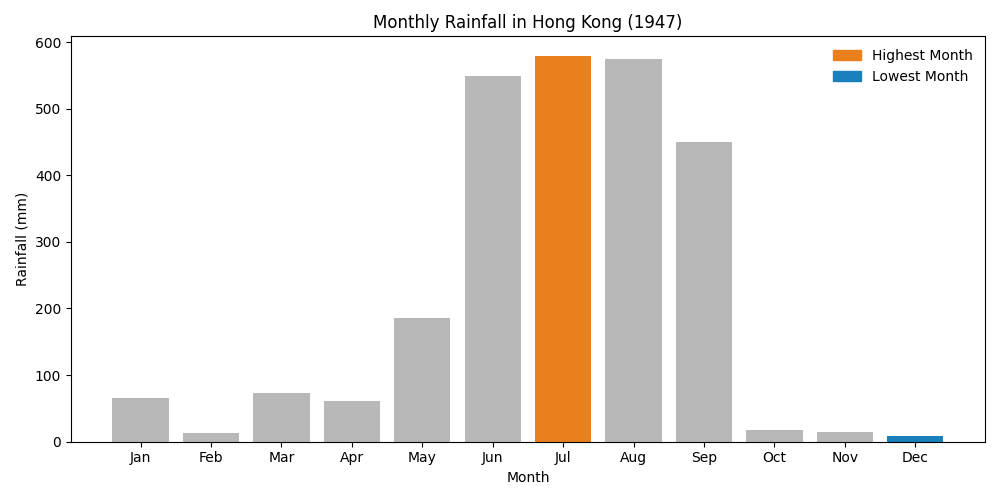 Monthly Rainfall in Hong Kong (1947)
Highest Month
Lowest Month
Rainfall (mm)
600
500
400
300
200
100
0
Jan Feb Mar Apr May Jun Jul Aug Sep Oct Nov Dec
Month